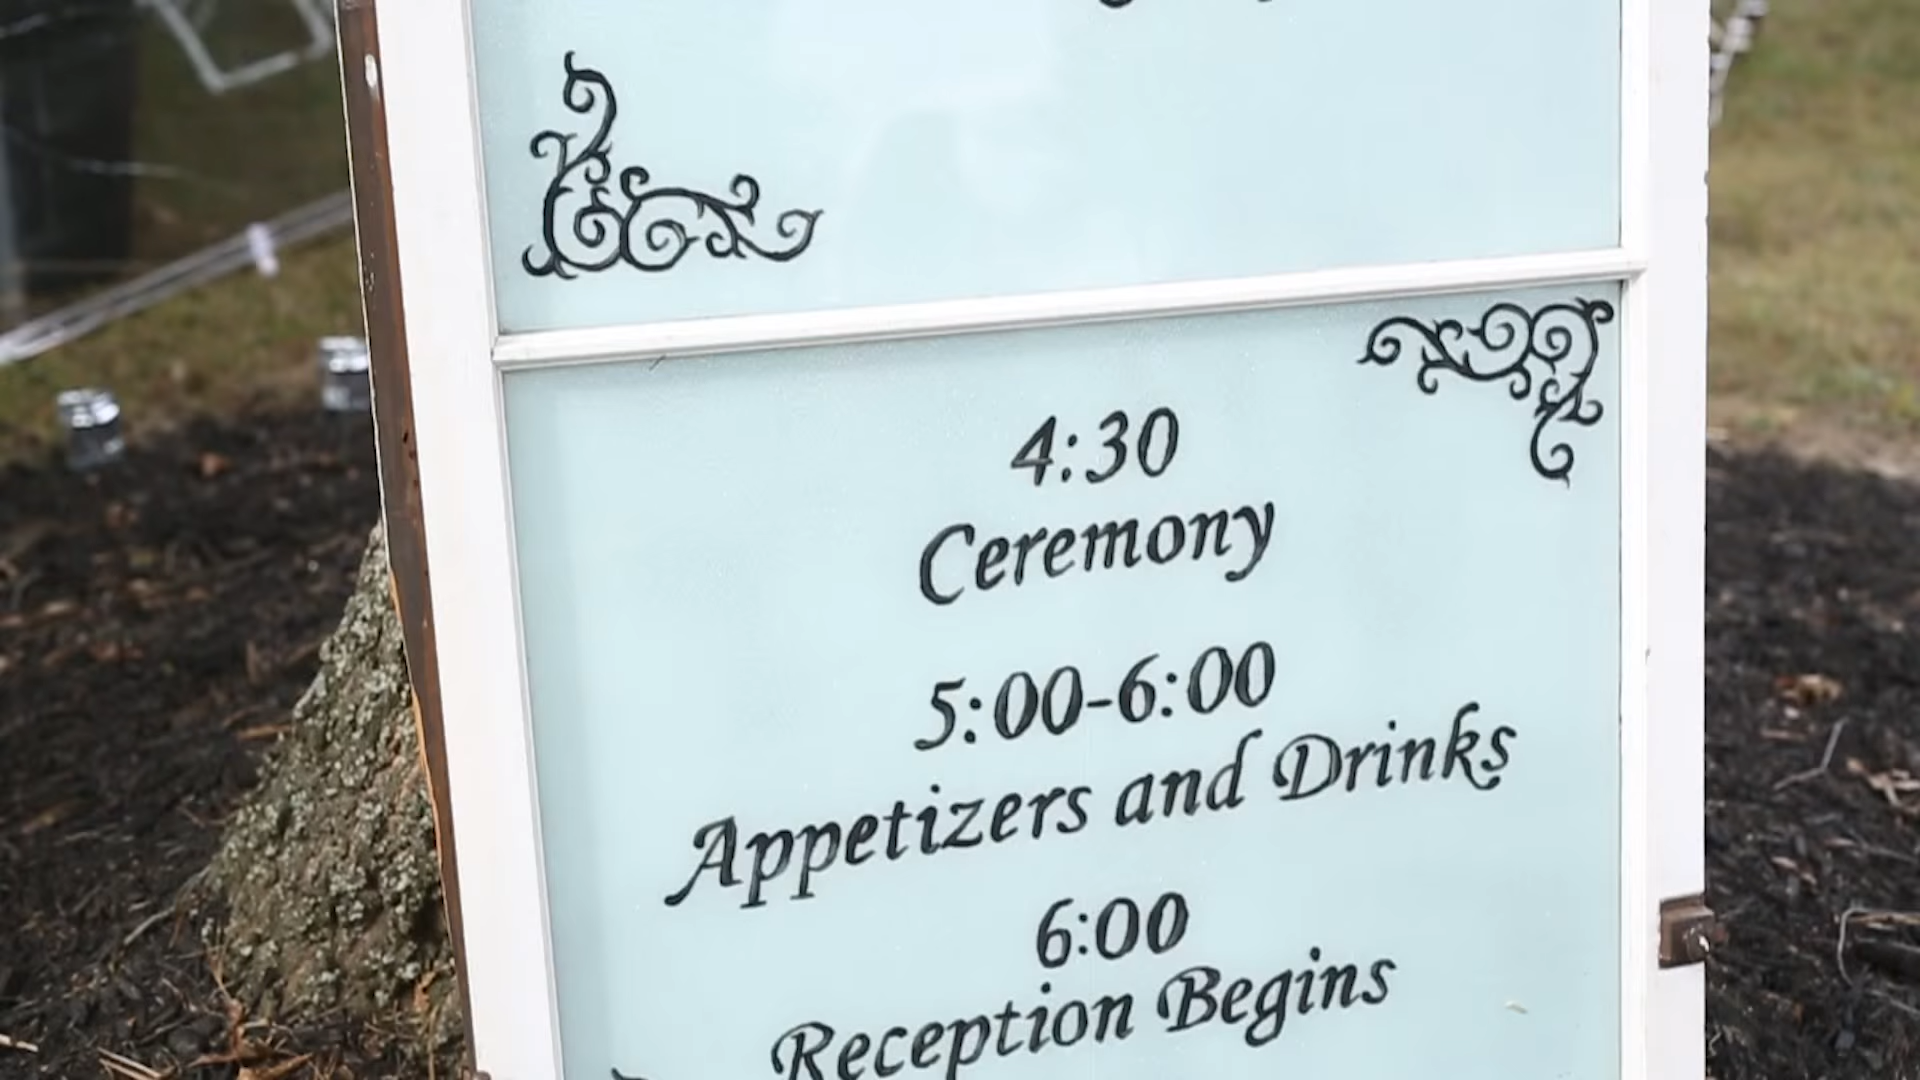 4:30
Ceremony
5:00-6:00
Appetizers and Drinks
6:00
Reception Begins